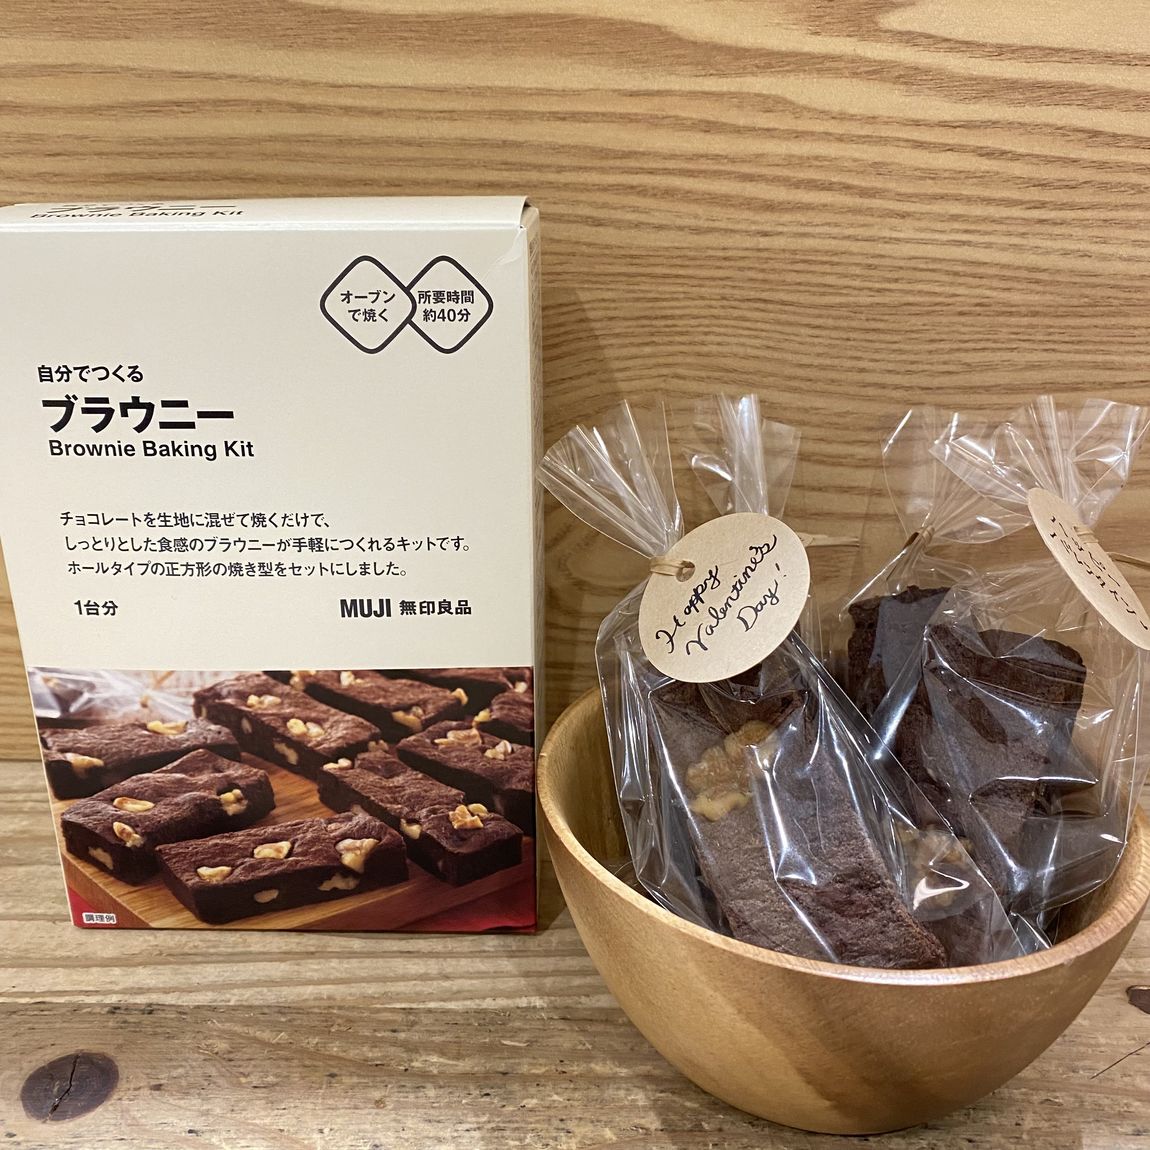 Brownie Baking Kit
オーブン
で焼く
所要時間
約40分
自分でつくる
ブラウニー
Brownie Baking Kit
チョコレートを生地に混ぜて焼くだけで、
しっとりとした食感のブラウニーが手軽につくれるキットです。
ホールタイプの正方形の焼き型をセットにしました。
1台分
MUJI 無印良品
調理例
Happy
Valentine's
Day!